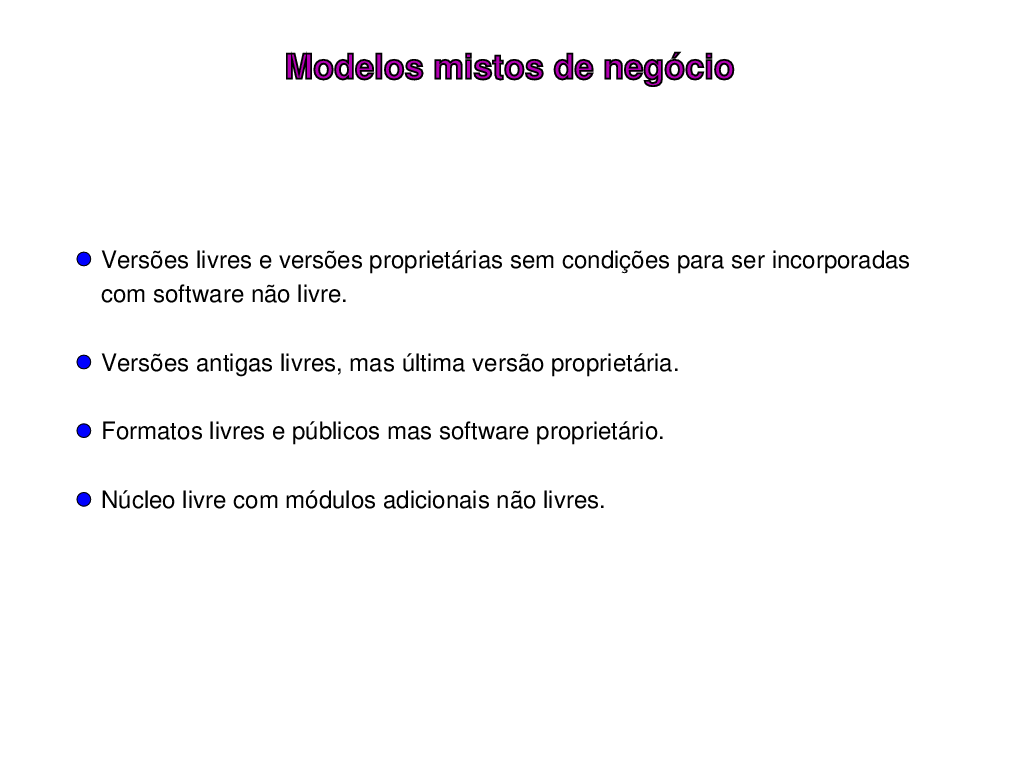 Modelos mistos de negócio
Versões livres e versões proprietárias sem condições para ser incorporadas
com software não livre.
Versões antigas livres, mas última versão proprietária.
Formatos livres e públicos mas software proprietário.
Núcleo livre com módulos adicionais não livres.